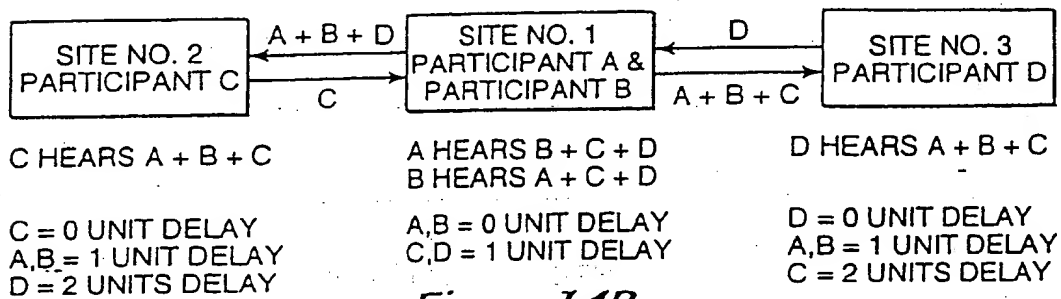 SITE NO. 2
PARTICIPANT C
A + B + D
C
SITE NO. 1
PARTICIPANT A &
PARTICIPANT B
D
A + B + C
SITE NO. 3
PARTICIPANT D
C HEARS A + B + C
C = 0 UNIT DELAY
A,B = 1 UNIT DELAY
D = 2 UNITS DELAY
A HEARS B + C + D
B HEARS A + C + D
A,B = 0 UNIT DELAY
C,D = 1 UNIT DELAY
D HEARS A + B + C
D = 0 UNIT DELAY
A,B = 1 UNIT DELAY
C = 2 UNITS DELAY